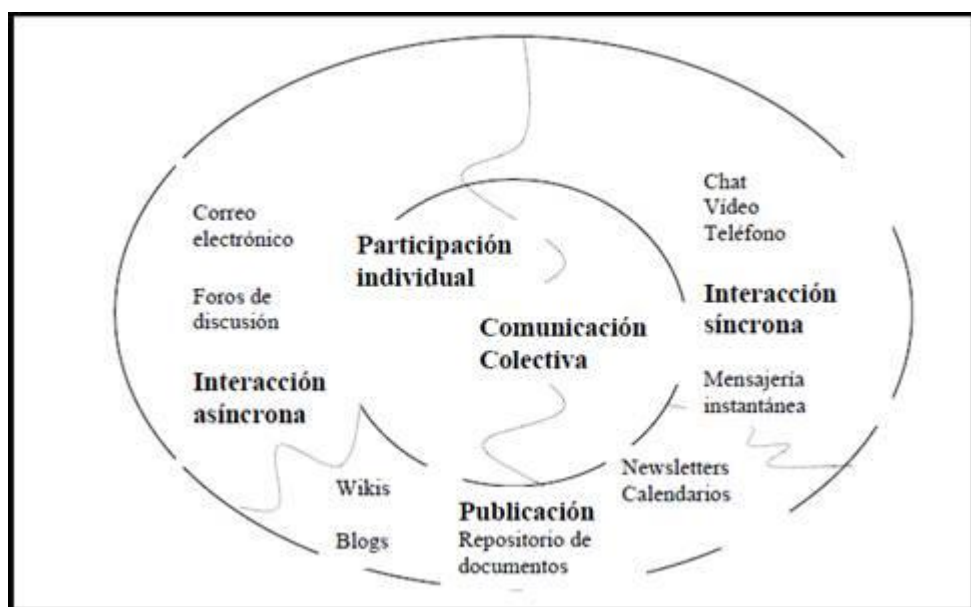 Correo
electrónico
Foros de
discusión
Interacción
asíncrona
Participación
individual
Comunicación
Colectiva
Chat
Vídeo
Teléfono
Interacción
síncrona
Mensajería
instantánea
Newsletters
Calendarios
Wikis
Blogs
Publicación
Repositorio de
documentos